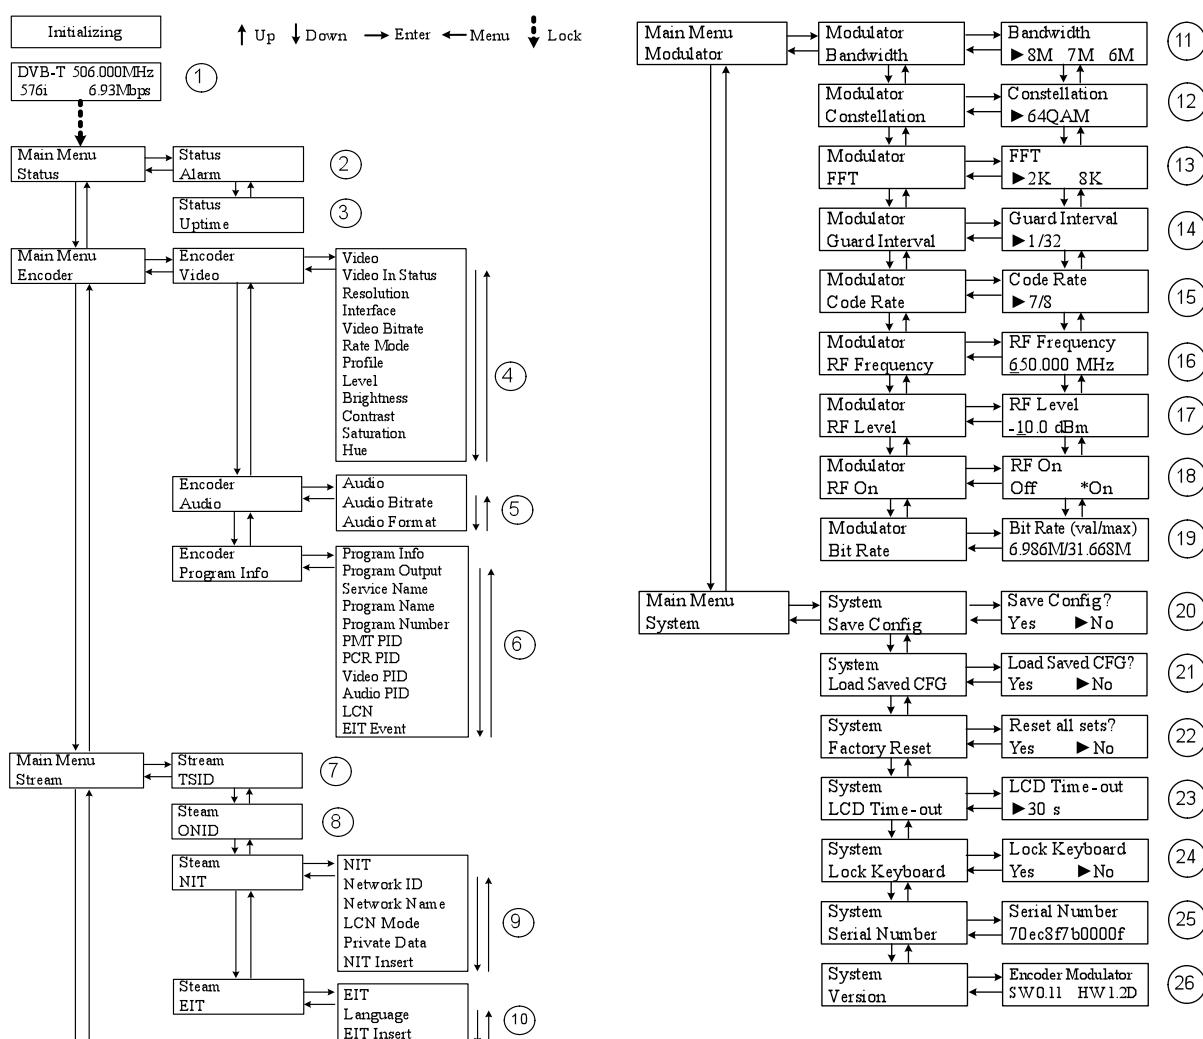 Initializing
Up Down Enter Menu Lock
DVB-T 506.000MHz
576i 6.93Mbps
1
Main Menu
Status
Status
Alarm
2
Status
Uptime
3
Main Menu
Encoder
Encoder
Video
Video
Video In Status
Resolution
Interface
Video Bitrate
Rate Mode
Profile
Level
Brightness
Contrast
Saturation
Hue
4
Encoder
Audio
Audio
Audio Bitrate
Audio Format
5
Encoder
Program Info
Program Info
Program Output
Service Name
Program Name
Program Number
PMT PID
PCR PID
Video PID
Audio PID
LCN
EIT Event
6
Main Menu
Stream
Stream
TSID
7
Steam
ONID
8
Steam
NIT
NIT
Network ID
Network Name
LCN Mode
Private Data
NIT Insert
9
Steam
EIT
EIT
Language
EIT Insert
10
Main Menu
Modulator
Modulator
Bandwidth
Bandwidth
►8M 7M 6M
11
Modulator
Constellation
Constellation
►64QAM
12
Modulator
FFT
FFT
►2K 8K
13
Modulator
Guard Interval
Guard Interval
►1/32
14
Modulator
Code Rate
Code Rate
►7/8
15
Modulator
RF Frequency
RF Frequency
650.000 MHz
16
Modulator
RF Level
RF Level
-10.0 dBm
17
Modulator
RF On
RF On
Off *On
18
Modulator
Bit Rate
Bit Rate (val/max)
6.986M/31.668M
19
Main Menu
System
System
Save Config
Save Config?
Yes ►No
20
System
Load Saved CFG
Load Saved CFG?
Yes ►No
21
System
Factory Reset
Reset all sets?
Yes ►No
22
System
LCD Time-out
LCD Time-out
►30 s
23
System
Lock Keyboard
Lock Keyboard
Yes ►No
24
System
Serial Number
Serial Number
70ec8f7b0000f
25
System
Version
Encoder Modulator
SW0.11 HW1.2D
26